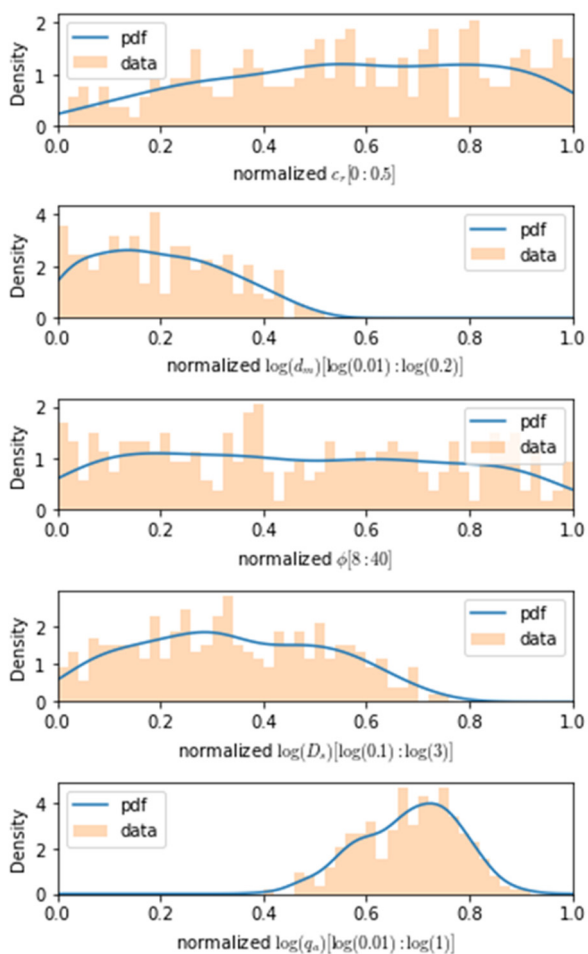 2
1
0
Density
pdf
data
0.0 0.2 0.4 0.6 0.8 1.0
normalized c_r[0 : 0.5]
4
2
0
Density
pdf
data
0.0 0.2 0.4 0.6 0.8 1.0
normalized log(d_m)[log(0.01) : log(0.2)]
2
1
0
Density
pdf
data
0.0 0.2 0.4 0.6 0.8 1.0
normalized ϕ[8 : 40]
2
1
0
Density
pdf
data
0.0 0.2 0.4 0.6 0.8 1.0
normalized log(D_s)[log(0.1) : log(3)]
4
2
0
Density
pdf
data
0.0 0.2 0.4 0.6 0.8 1.0
normalized log(q_a)[log(0.01) : log(1)]